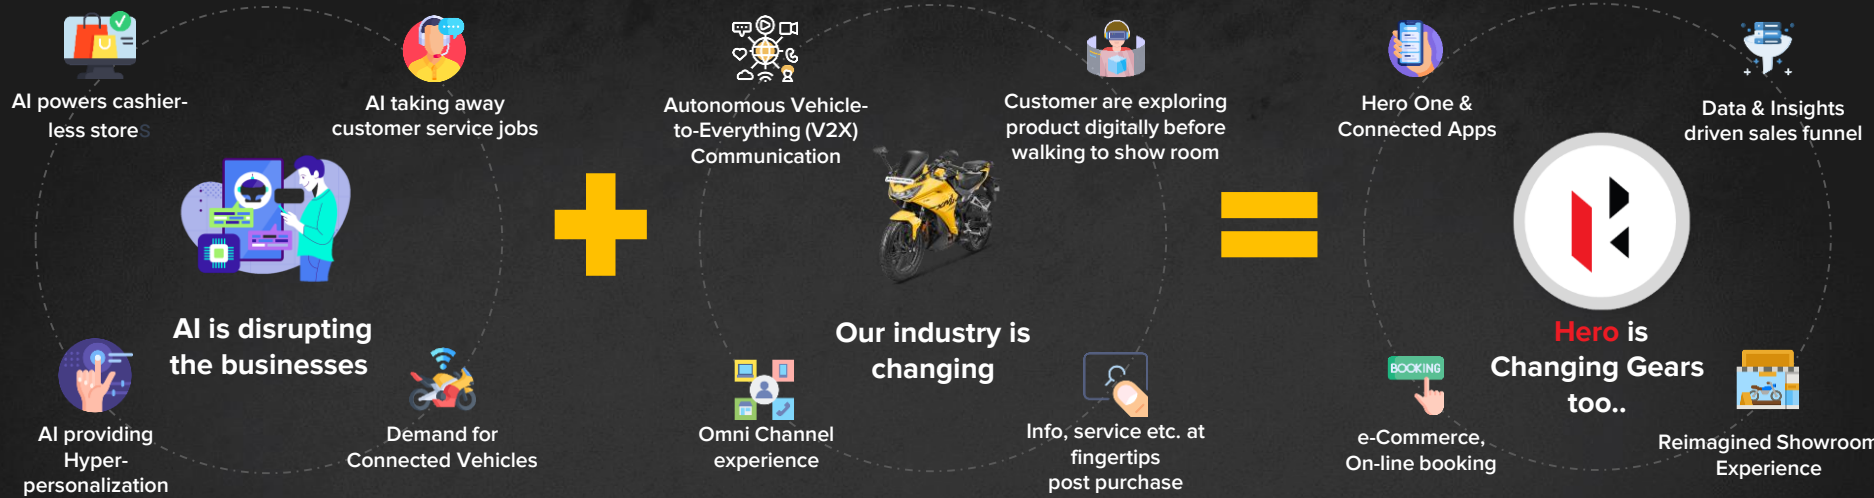 AI powers cashier-
less stores
AI taking away
customer service jobs
AI is disrupting
the businesses
AI providing
Hyper-
personalization
Demand for
Connected Vehicles
Autonomous Vehicle-
to-Everything (V2X)
Communication
Customer are exploring
product digitally before
walking to show room
Our industry is
changing
Omni Channel
experience
Info, service etc. at
fingertips
post purchase
Hero One &
Connected Apps
Data & Insights
driven sales funnel
Hero is
Changing Gears
too..
BOOKING
e-Commerce,
On-line booking
Reimagined Showroom
Experience